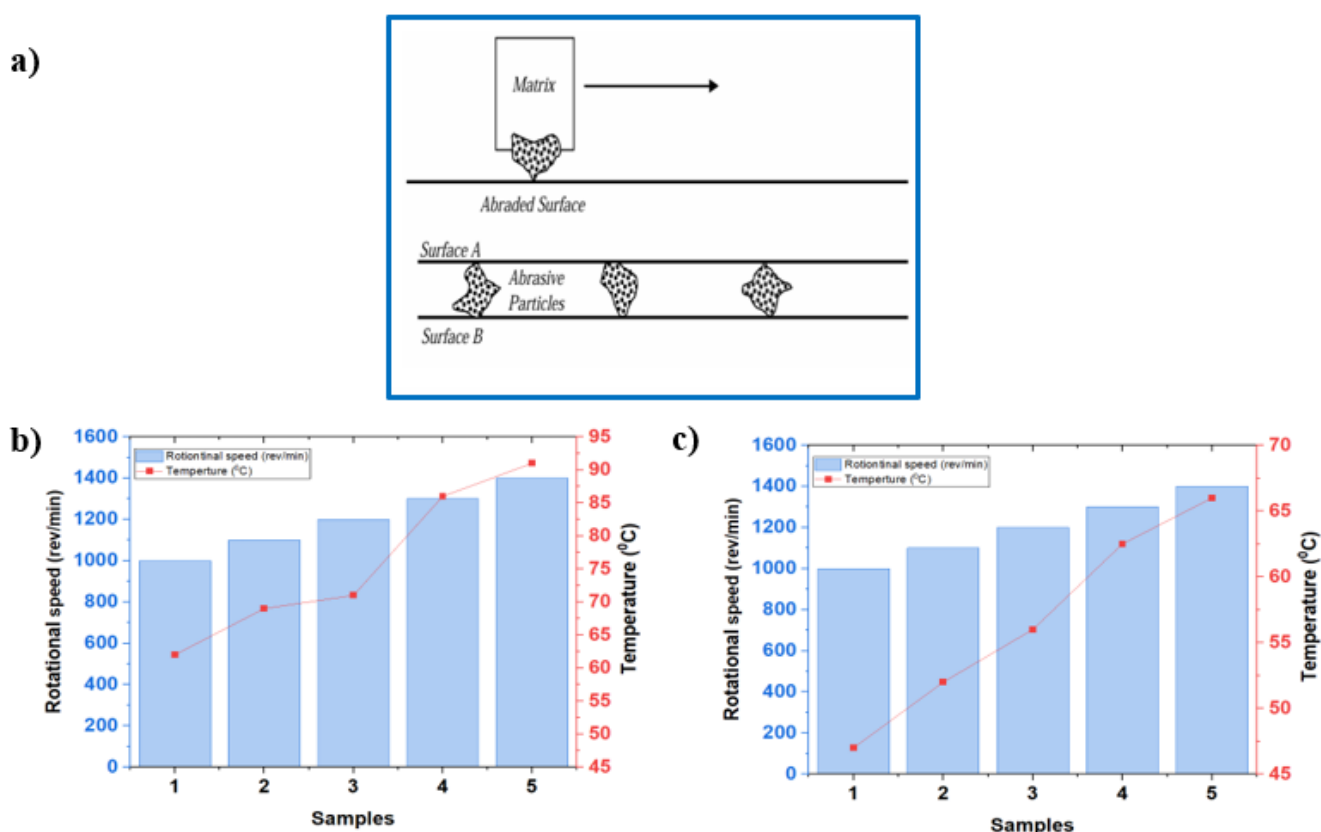 a)
Matrix
Abraded Surface
Surface A
Abrasive
Particles
Surface B
b)
Rotational speed (rev/min)
1600
1400
1200
1000
800
600
400
200
0
Rotiontinal speed (rev/min)
Temperture (⁰C)
95
90
85
80
75
70
65
60
55
50
45
Temperature (⁰C)
1 2 3 4 5
Samples
c)
Rotational speed (rev/min)
1600
1400
1200
1000
800
600
400
200
0
Rotiontinal speed (rev/min)
Temperture (⁰C)
70
65
60
55
50
45
Temperature (⁰C)
1 2 3 4 5
Samples